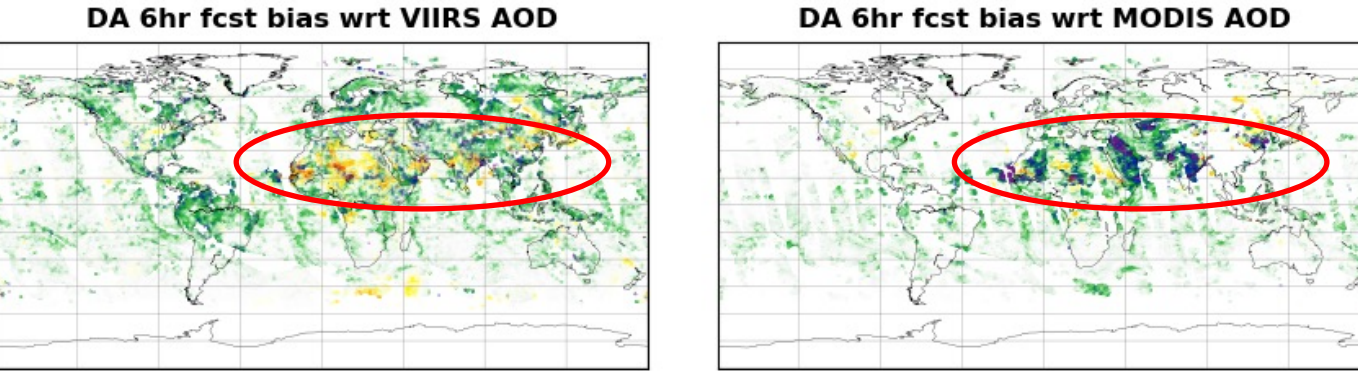 DA 6hr fcst bias wrt VIIRS AOD
DA 6hr fcst bias wrt MODIS AOD